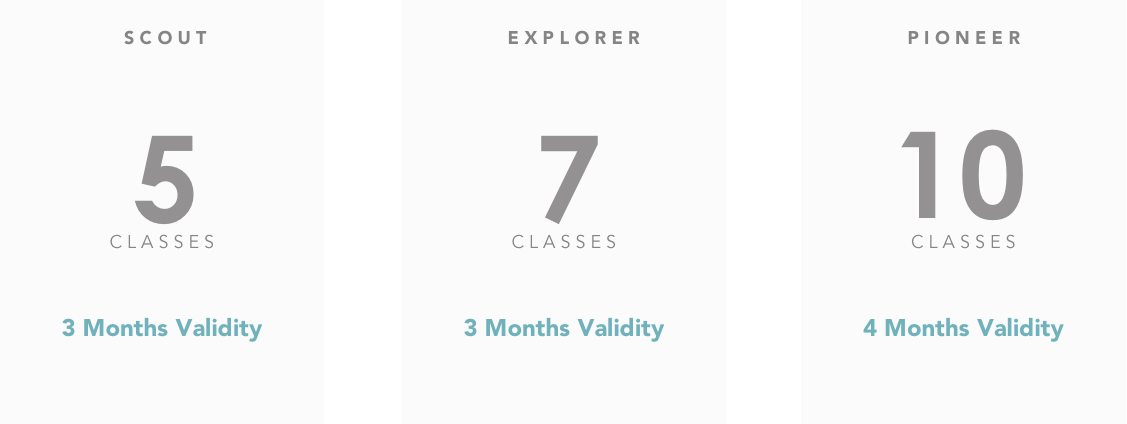 SCOUT
5
CLASSES
3 Months Validity
EXPLORER
7
CLASSES
3 Months Validity
PIONEER
10
CLASSES
4 Months Validity